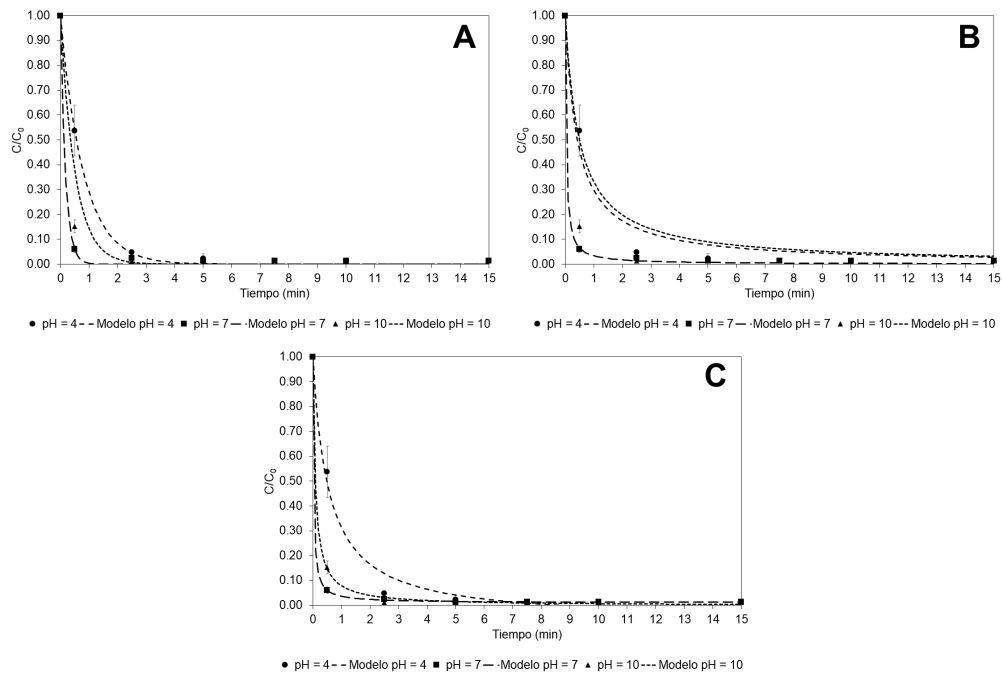 A
1.00
0.90
0.80
0.70
0.60
0.50
0.40
0.30
0.20
0.10
0.00
C/C0
0 1 2 3 4 5 6 7 8 9 10 11 12 13 14 15
Tiempo (min)
pH = 4 Modelo pH = 4 pH = 7 Modelo pH = 7 pH = 10 Modelo pH = 10
B
1.00
0.90
0.80
0.70
0.60
0.50
0.40
0.30
0.20
0.10
0.00
C/C0
0 1 2 3 4 5 6 7 8 9 10 11 12 13 14 15
Tiempo (min)
pH = 4 Modelo pH = 4 pH = 7 Modelo pH = 7 pH = 10 Modelo pH = 10
C
1.00
0.90
0.80
0.70
0.60
0.50
0.40
0.30
0.20
0.10
0.00
C/C0
0 1 2 3 4 5 6 7 8 9 10 11 12 13 14 15
Tiempo (min)
pH = 4 Modelo pH = 4 pH = 7 Modelo pH = 7 pH = 10 Modelo pH = 10